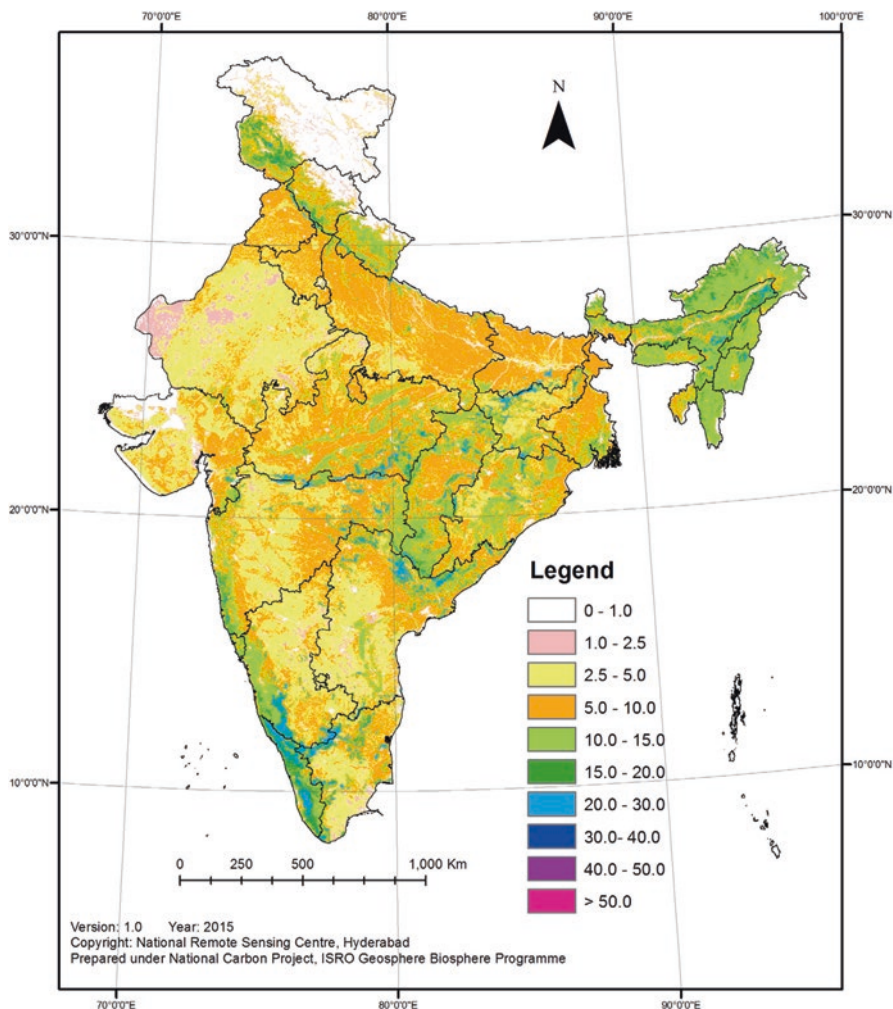 70°0'0"E 80°0'0"E 90°0'0"E 100°0'0"E
N
30°0'0"N 30°0'0"N
20°0'0"N 20°0'0"N
Legend
0 - 1.0
1.0 - 2.5
2.5 - 5.0
5.0 - 10.0
10.0 - 15.0
15.0 - 20.0
20.0 - 30.0
30.0 - 40.0
40.0 - 50.0
> 50.0
10°0'0"N 10°0'0"N
0 250 500 1,000 Km
Version: 1.0 Year: 2015
Copyright: National Remote Sensing Centre, Hyderabad
Prepared under National Carbon Project, ISRO Geosphere Biosphere Programme
70°0'0"E 80°0'0"E 90°0'0"E